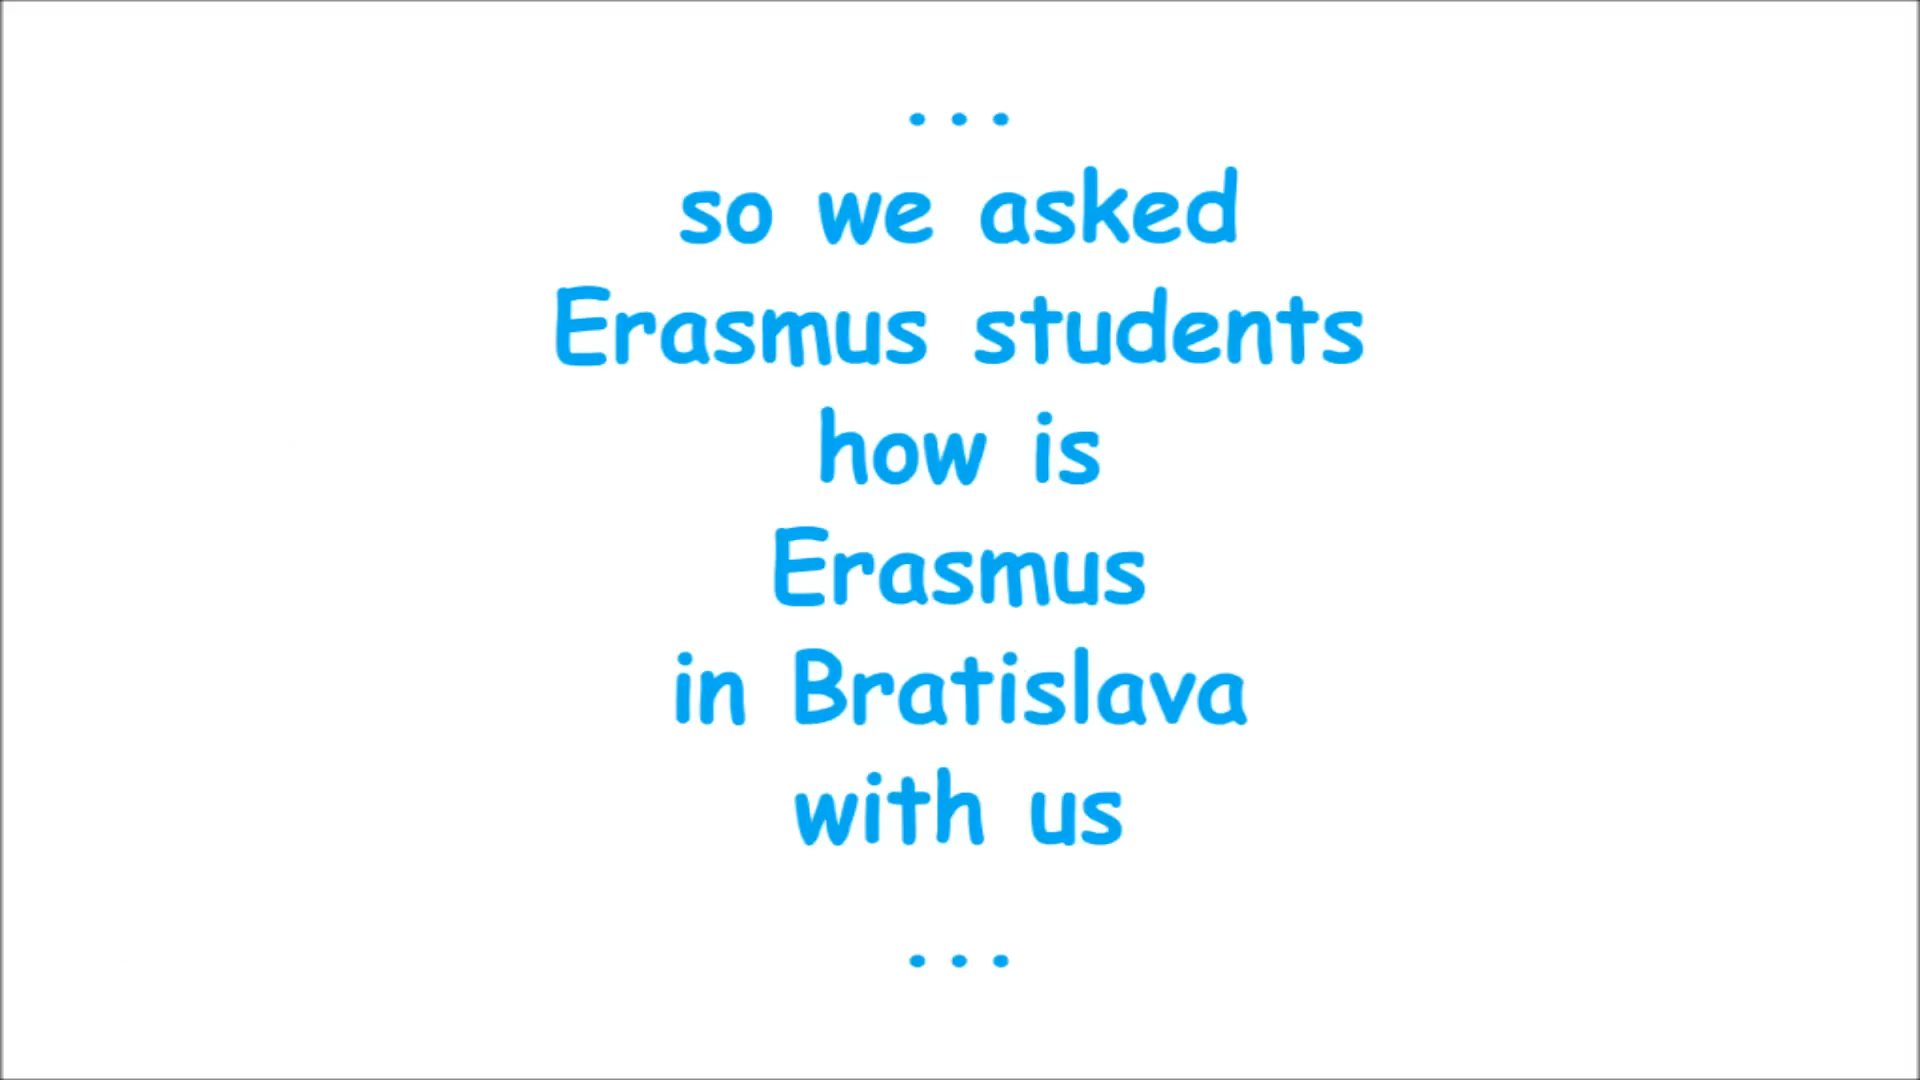 ...
so we asked
Erasmus students
how is
Erasmus
in Bratislava
with us
...